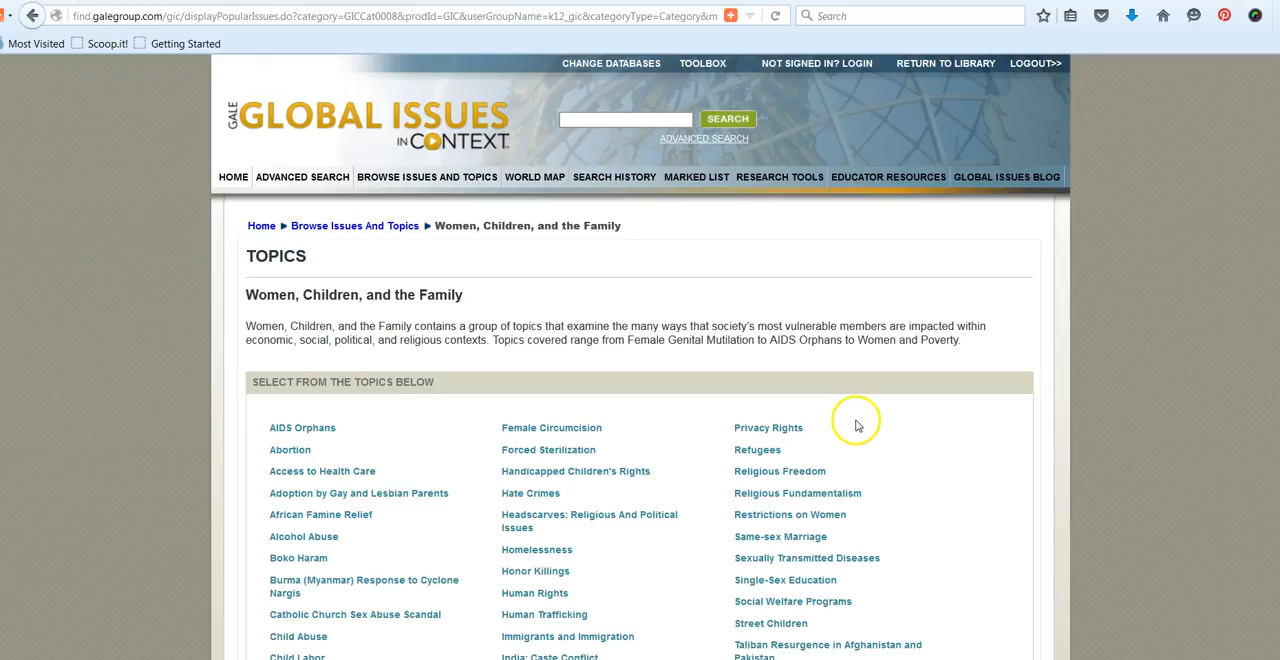 find.galegroup.com/gic/displayPopularIssues.do?category=GICCat0008&prodId=GIC&userGroupName=k12_gic&categoryType=Category&m
Search
Most Visited Scoop.it! Getting Started
CHANGE DATABASES TOOLBOX NOT SIGNED IN? LOGIN RETURN TO LIBRARY LOGOUT>>
GALE GLOBAL ISSUES
IN CONTEXT
SEARCH
ADVANCED SEARCH
HOME ADVANCED SEARCH BROWSE ISSUES AND TOPICS WORLD MAP SEARCH HISTORY MARKED LIST RESEARCH TOOLS EDUCATOR RESOURCES GLOBAL ISSUES BLOG
Home Browse Issues And Topics Women, Children, and the Family
TOPICS
Women, Children, and the Family
Women, Children, and the Family contains a group of topics that examine the many ways that society's most vulnerable members are impacted within
economic, social, political, and religious contexts. Topics covered range from Female Genital Mutilation to AIDS Orphans to Women and Poverty.
SELECT FROM THE TOPICS BELOW
AIDS Orphans
Abortion
Access to Health Care
Adoption by Gay and Lesbian Parents
African Famine Relief
Alcohol Abuse
Boko Haram
Burma (Myanmar) Response to Cyclone
Nargis
Catholic Church Sex Abuse Scandal
Child Abuse
Child Labor
Female Circumcision
Forced Sterilization
Handicapped Children's Rights
Hate Crimes
Headscarves: Religious And Political
Issues
Homelessness
Honor Killings
Human Rights
Human Trafficking
Immigrants and Immigration
India: Caste Conflict
Privacy Rights
Refugees
Religious Freedom
Religious Fundamentalism
Restrictions on Women
Same-sex Marriage
Sexually Transmitted Diseases
Single-Sex Education
Social Welfare Programs
Street Children
Taliban Resurgence in Afghanistan and
Pakistan